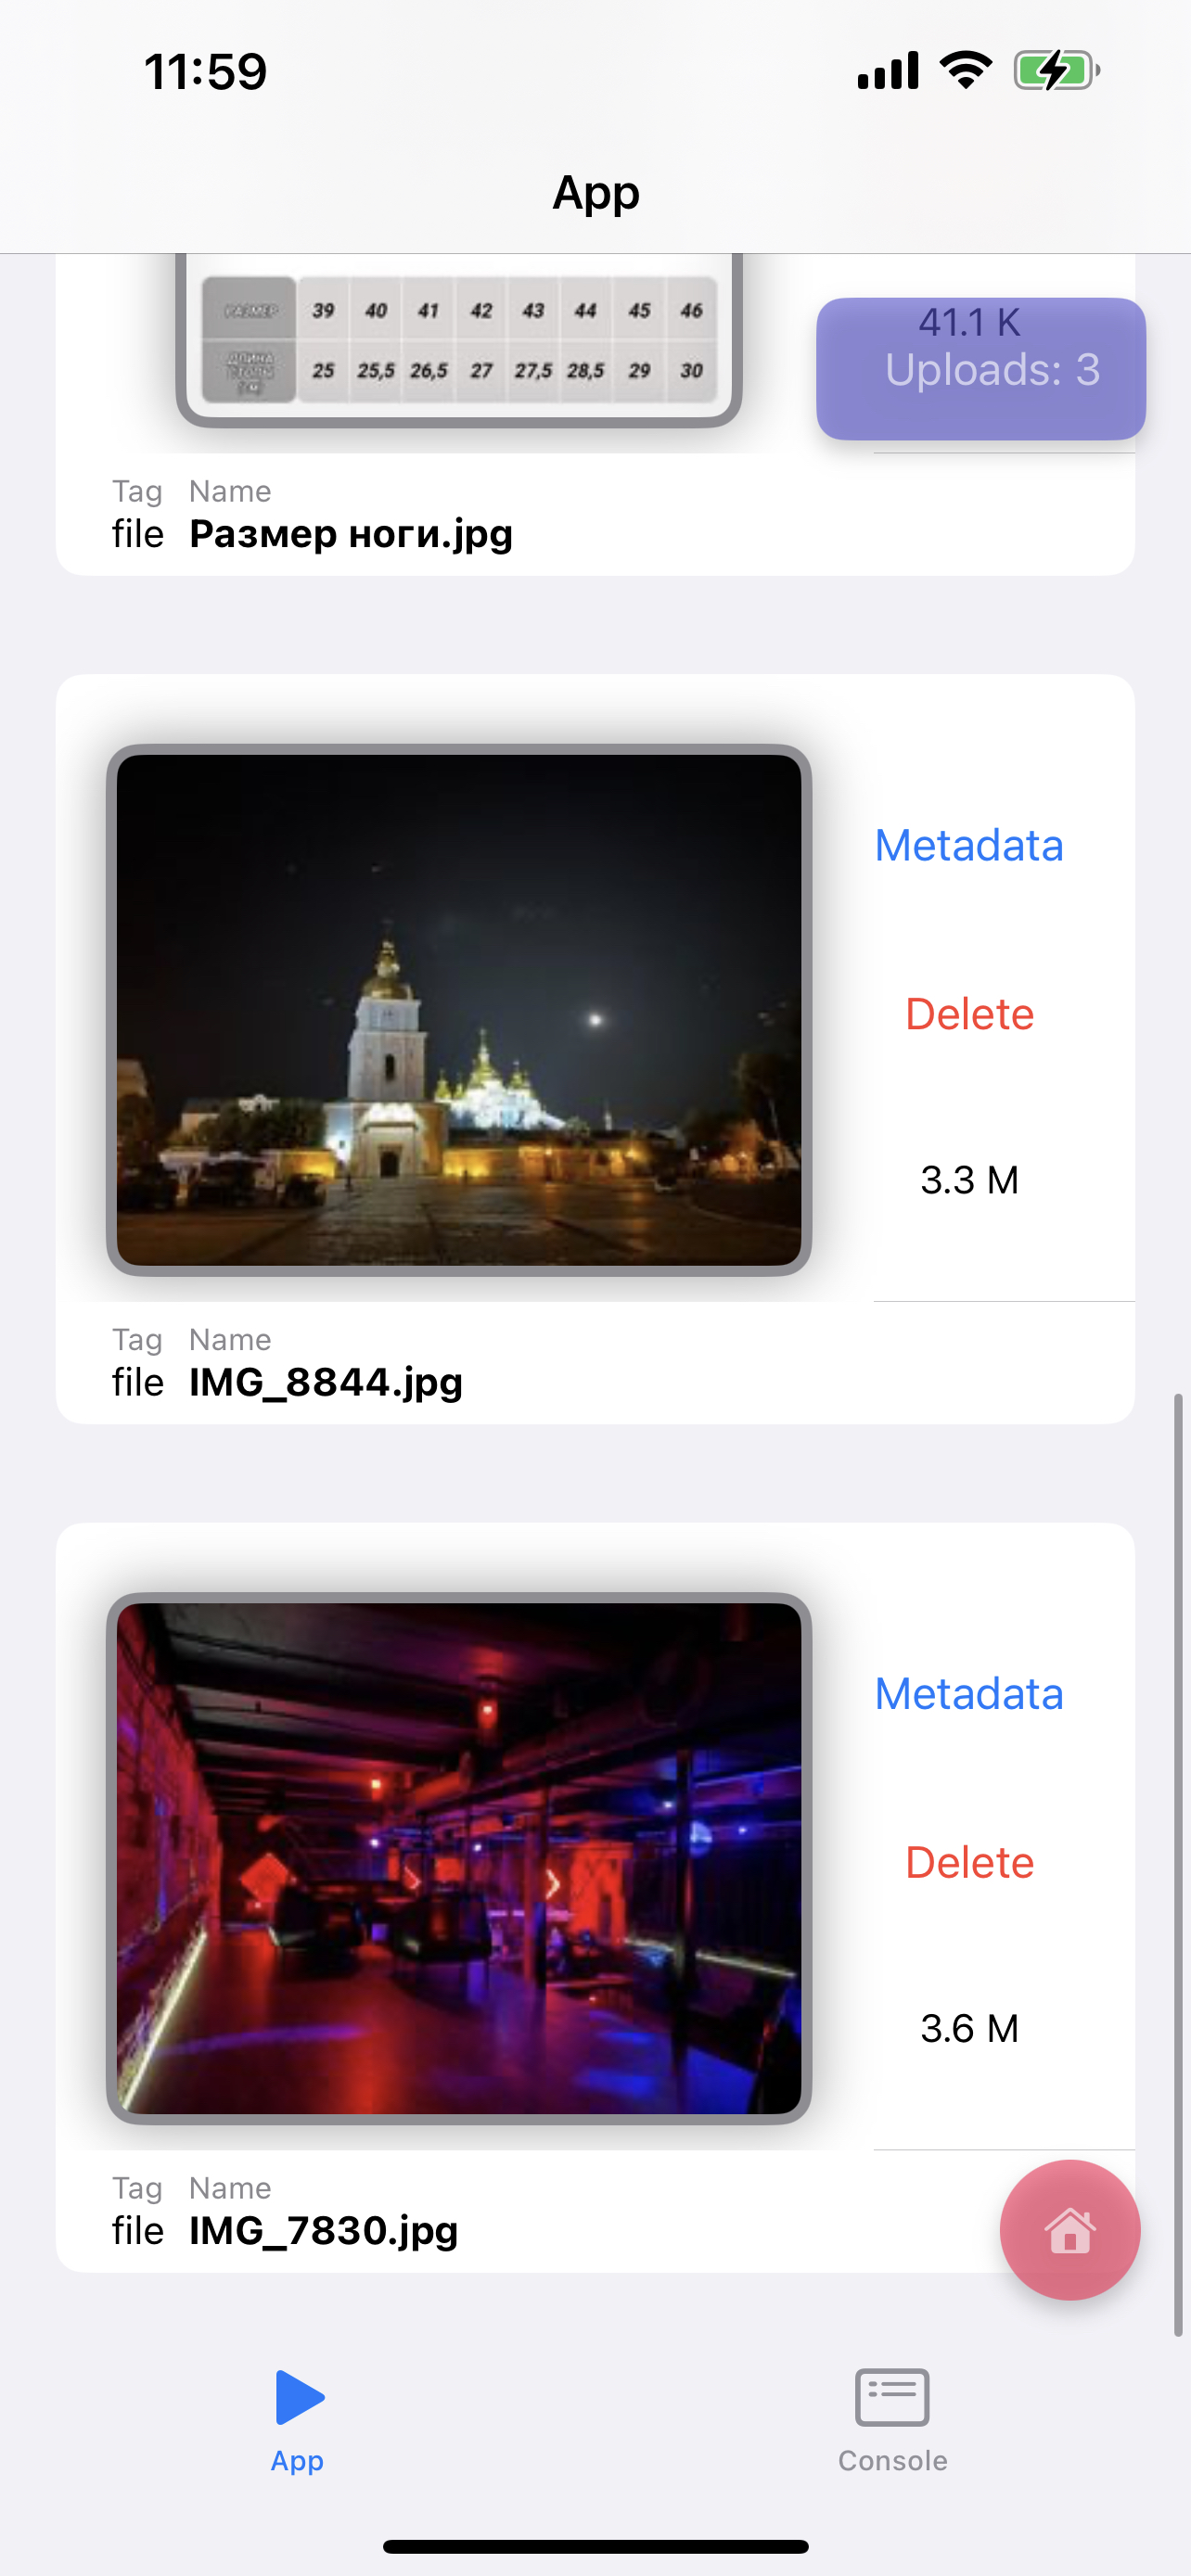 11:59
App
РАЗМЕР 39 40 41 42 43 44 45 46
ДЛИНА
25 25,5 26,5 27 27,5 28,5 29 30
41.1 K
Uploads: 3
Tag Name
file Размер ноги.jpg
Metadata
Delete
3.3 M
Tag Name
file IMG_8844.jpg
Metadata
Delete
3.6 M
Tag Name
file IMG_7830.jpg
App
Console